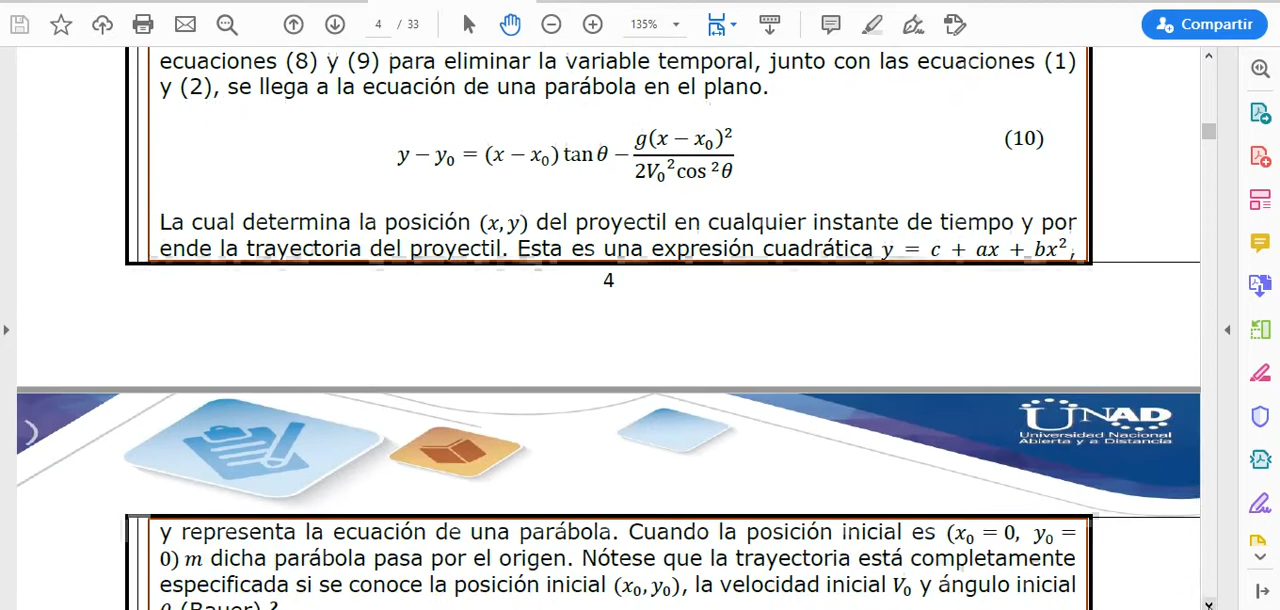 4 / 33
135%
Compartir
ecuaciones (8) y (9) para eliminar la variable temporal, junto con las ecuaciones (1)
y (2), se llega a la ecuación de una parábola en el plano.
y − y₀ = (x − x₀) tan θ − g(x − x₀)² / 2V₀² cos ²θ (10)
La cual determina la posición (x, y) del proyectil en cualquier instante de tiempo y por
ende la trayectoria del proyectil. Esta es una expresión cuadrática y = c + ax + bx²,
4
UNAD
Universidad Nacional
Abierta y a Distancia
y representa la ecuación de una parábola. Cuando la posición inicial es (x₀ = 0, y₀ =
0) m dicha parábola pasa por el origen. Nótese que la trayectoria está completamente
especificada si se conoce la posición inicial (x₀, y₀), la velocidad inicial V₀ y ángulo inicial
(Bauer)